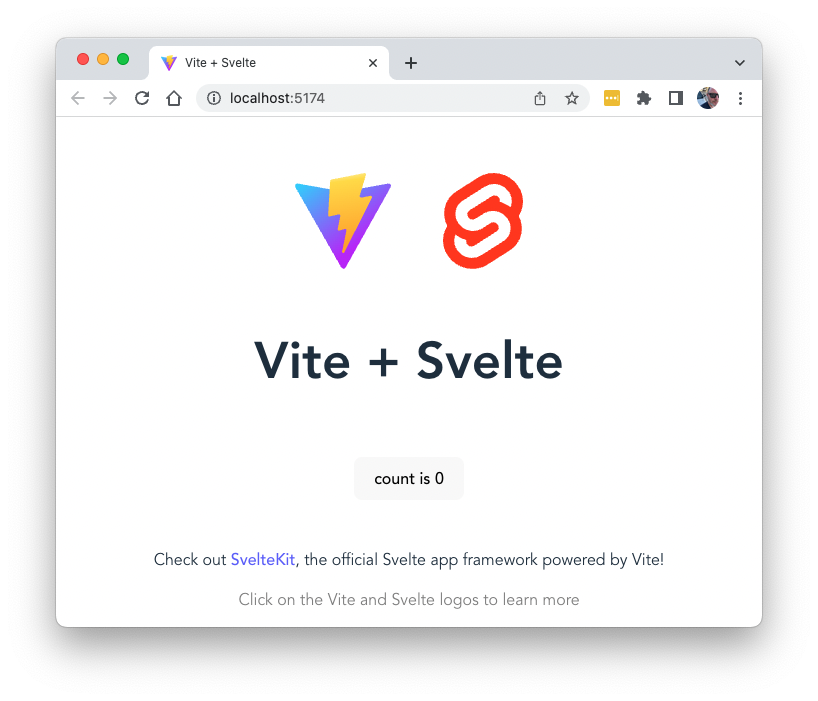 Vite + Svelte
localhost:5174
Vite + Svelte
count is 0
Check out SvelteKit, the official Svelte app framework powered by Vite!
Click on the Vite and Svelte logos to learn more